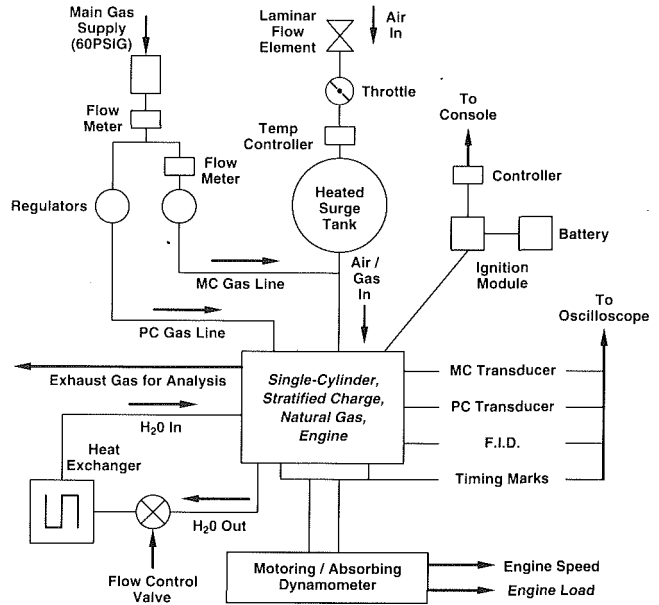 Main Gas
Supply
(60PSIG)
Laminar
Flow
Element
Air
In
Flow
Meter
Throttle
To
Console
Temp
Controller
Flow
Meter
Controller
Regulators
Heated
Surge
Tank
Battery
Ignition
Module
MC Gas Line
Air /
Gas
In
To
Oscilloscope
PC Gas Line
Exhaust Gas for Analysis
Single-Cylinder,
Stratified Charge,
Natural Gas,
Engine
MC Transducer
PC Transducer
F.I.D.
Timing Marks
H20 In
Heat
Exchanger
H20 Out
Flow Control
Valve
Motoring / Absorbing
Dynamometer
Engine Speed
Engine Load